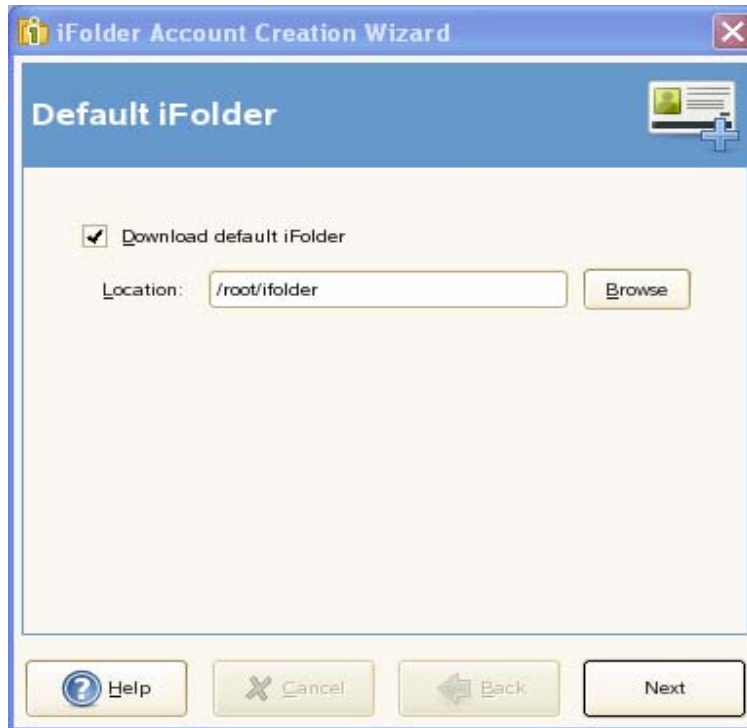 iFolder Account Creation Wizard
Default iFolder
Download default iFolder
Location: /root/ifolder Browse
Help Cancel Back Next